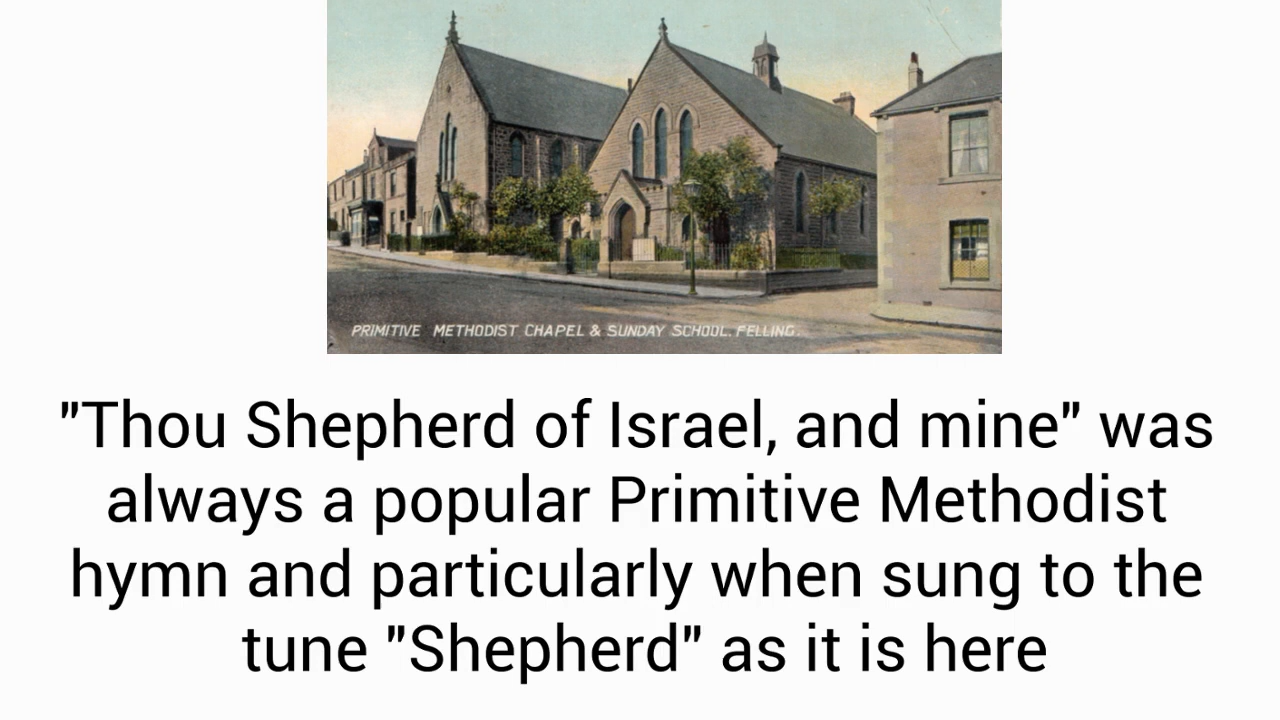 PRIMITIVE METHODIST CHAPEL & SUNDAY SCHOOL. FELLING.
"Thou Shepherd of Israel, and mine" was
always a popular Primitive Methodist
hymn and particularly when sung to the
tune "Shepherd" as it is here